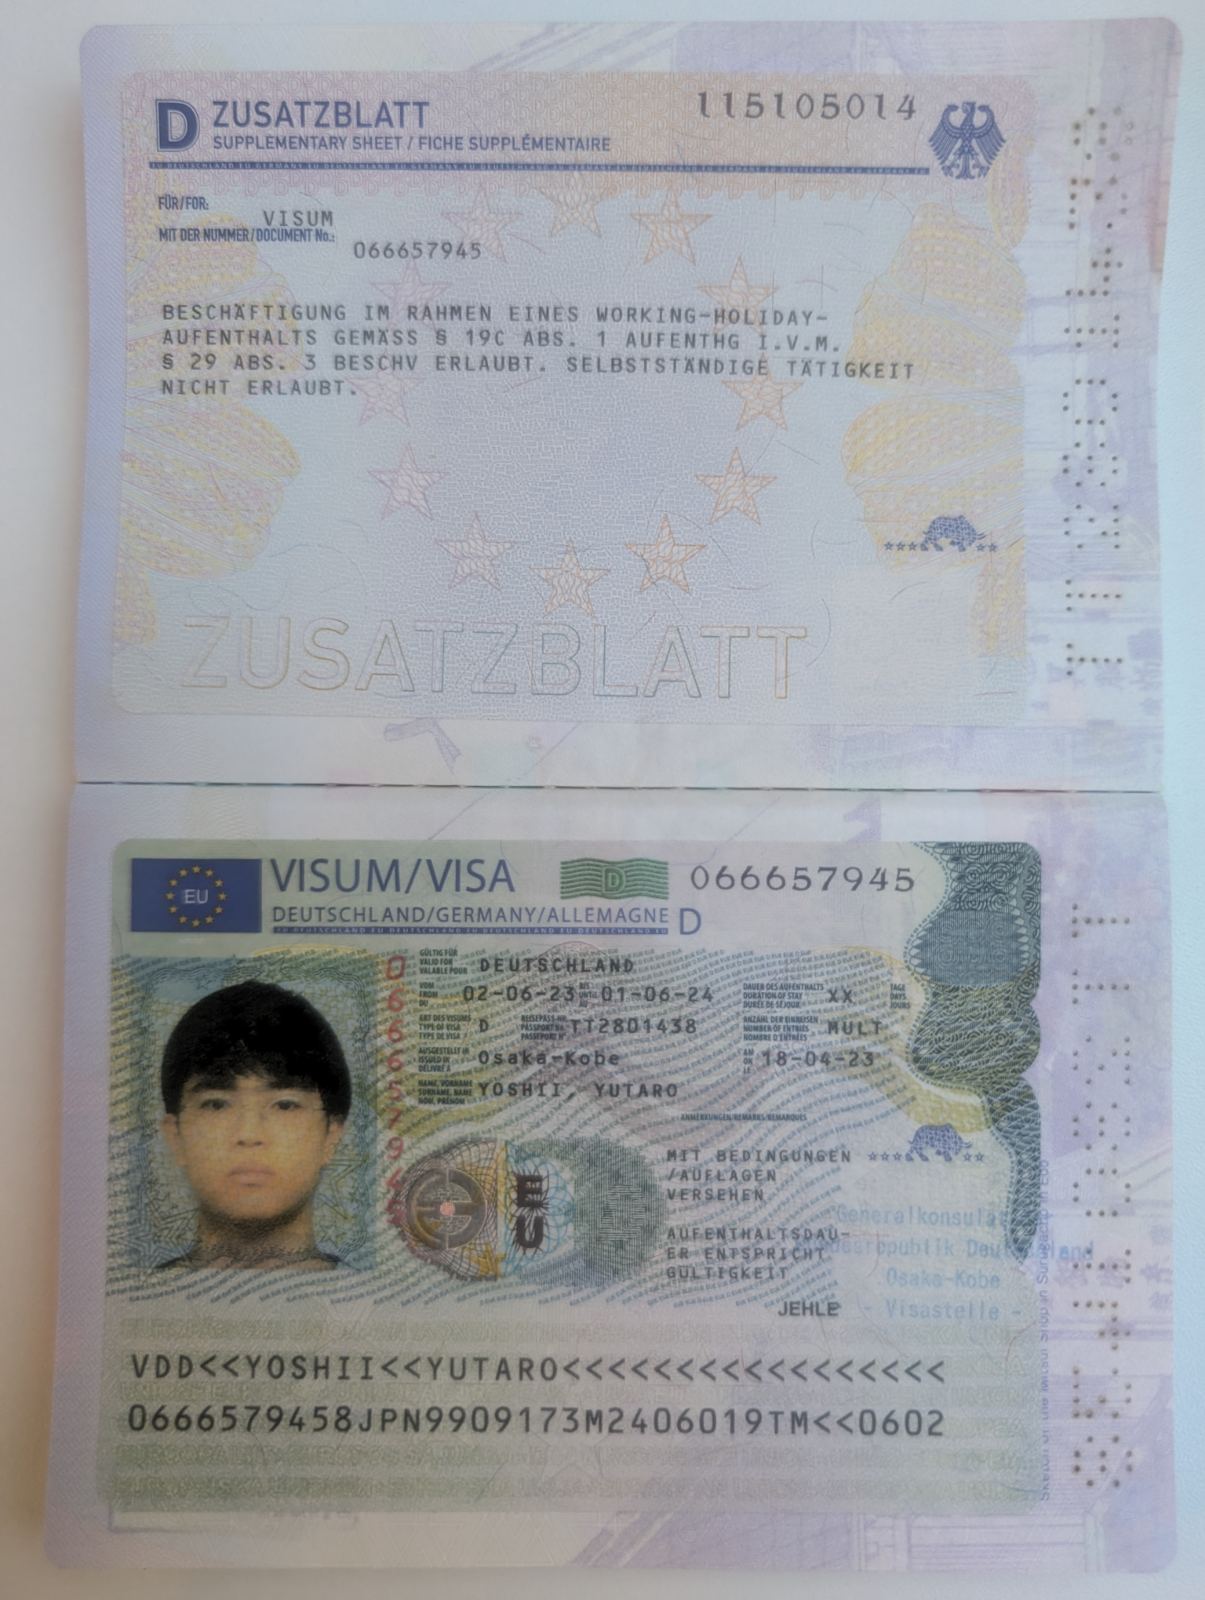 D ZUSATZBLATT 115105014
SUPPLEMENTARY SHEET / FICHE SUPPLÉMENTAIRE
FÜR/FOR: VISUM
MIT DER NUMMER/DOCUMENT No.: 066657945
BESCHÄFTIGUNG IM RAHMEN EINES WORKING-HOLIDAY-
AUFENTHALTS GEMÄSS § 19C ABS. 1 AUFENTHG I.V.M.
§ 29 ABS. 3 BESCHV ERLAUBT. SELBSTSTÄNDIGE TÄTIGKEIT
NICHT ERLAUBT.
ZUSATZBLATT
EU VISUM/VISA D 066657945
DEUTSCHLAND/GERMANY/ALLEMAGNE D
GÜLTIG FÜR
VALID FOR
VALABLE POUR
DEUTSCHLAND
VOM
FROM
DU
02-06-23
BIS
UNTIL
AU
01-06-24
DAUER DES AUFENTHALTS
DURATION OF STAY
DURÉE DE SÉJOUR
XX
TAGE
DAYS
JOURS
ART DES VISUMS
TYPE OF VISA
TYPE DE VISA
D
REISEPASS-NR.
PASSPORT No.
PASSEPORT N°
TT2801438
ANZAHL DER EINREISEN
NUMBER OF ENTRIES
NOMBRE D'ENTRÉES
MULT
AUSGESTELLT IN
ISSUED IN
DÉLIVRÉ À
Osaka-Kobe
AM
ON
LE
18-04-23
NAME, VORNAME
SURNAME, NAME
NOM, PRÉNOM
YOSHII, YUTARO
ANMERKUNGEN/REMARKS/REMARQUES
MIT BEDINGUNGEN
/AUFLAGEN
VERSEHEN
AUFENTHALTSDAU-
ER ENTSPRICHT
GÜLTIGKEIT
JEHLE
Generalkonsulat
Osaka-Kobe
- Visastelle -
VDD<<YOSHII<<YUTARO<<<<<<<<<<<<<<<<<
0666579458JPN9909173M2406019TM<<0602